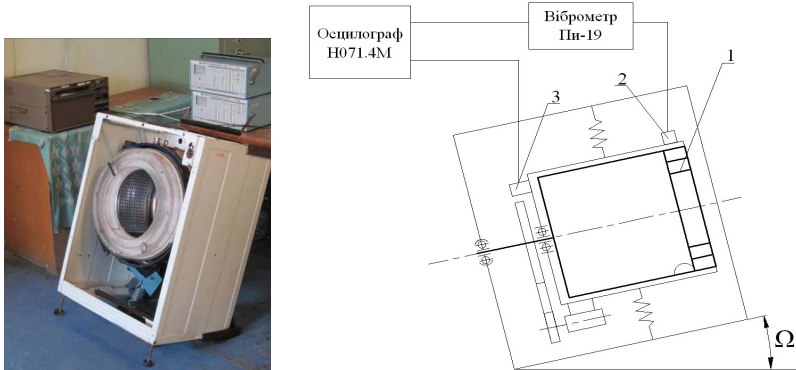 Осцилограф
Н071.4М
Віброметр
Пи-19
1
2
3
Ω